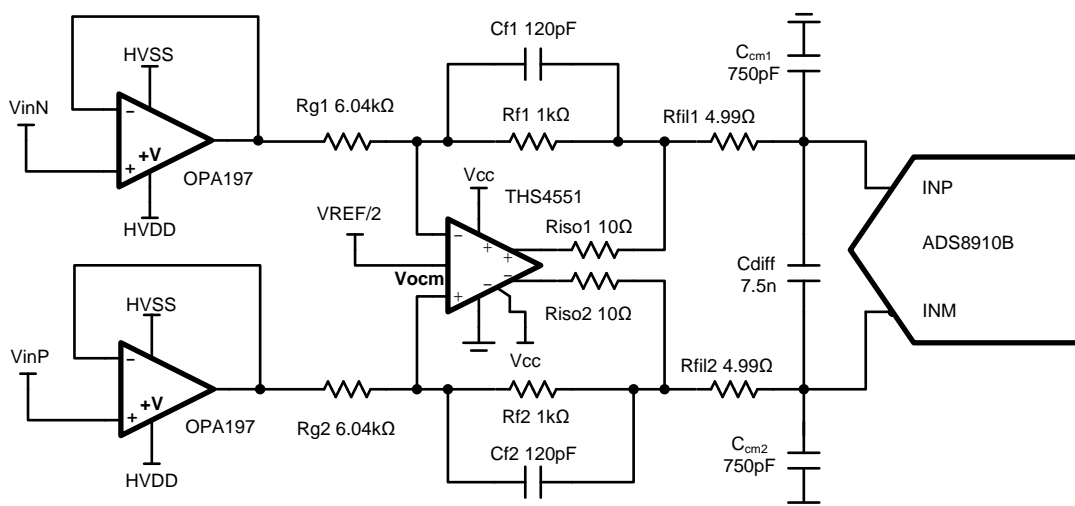 Cf1 120pF
Ccm1
750pF
HVSS
VinN
Rg1 6.04kΩ
Rf1 1kΩ
Rfil1 4.99Ω
−
+V
+
OPA197
Vcc
THS4551
HVDD
INP
VREF/2
−
+
+
Riso1 10Ω
ADS8910B
Vocm
−
−
+
Cdiff
7.5n
Riso2 10Ω
INM
HVSS
Vcc
VinP
Rfil2 4.99Ω
−
+V
+
OPA197
Rg2 6.04kΩ
Rf2 1kΩ
Cf2 120pF
Ccm2
750pF
HVDD